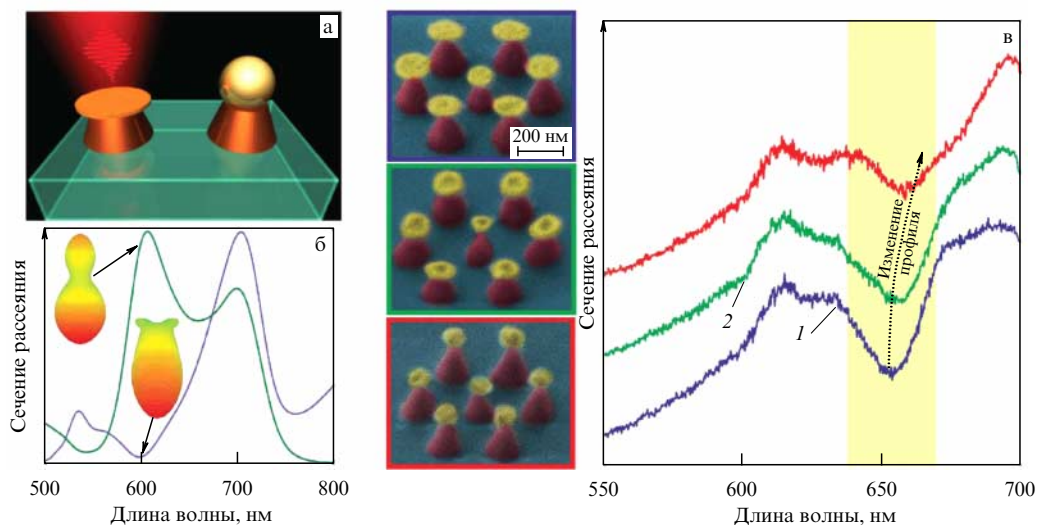 а
200 нм
б
Сечение рассеяния
500
600
700
800
Длина волны, нм
в
Сечение рассеяния
Изменение
профиля
2
1
550
600
650
700
Длина волны, нм